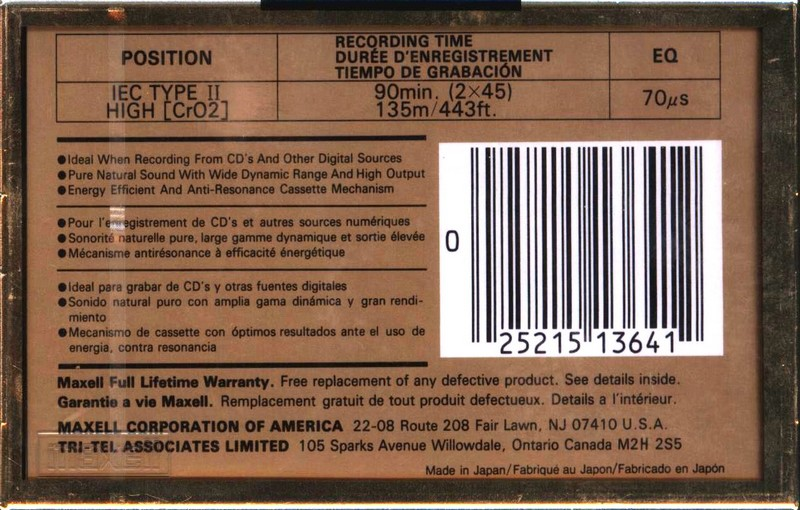 POSITION
RECORDING TIME
DURÉE D'ENREGISTREMENT
TIEMPO DE GRABACIÓN
EQ
IEC TYPE II
HIGH [CrO2]
90min. (2×45)
135m/443ft.
70μs
●Ideal When Recording From CD's And Other Digital Sources
●Pure Natural Sound With Wide Dynamic Range And High Output
●Energy Efficient And Anti-Resonance Cassette Mechanism
●Pour l'enregistrement de CD's et autres sources numériques
●Sonorité naturelle pure, large gamme dynamique et sortie élevée
●Mécanisme antirésonance à efficacité énergétique
●Ideal para grabar de CD's y otras fuentes digitales
●Sonido natural puro con amplia gama dinámica y gran rendi-
miento
●Mecanismo de cassette con óptimos resultados ante el uso de
energia, contra resonancia
0
25215 13641
Maxell Full Lifetime Warranty. Free replacement of any defective product. See details inside.
Garantie a vie Maxell. Remplacement gratuit de tout produit defectueux. Details a l'intérieur.
MAXELL CORPORATION OF AMERICA 22-08 Route 208 Fair Lawn, NJ 07410 U.S.A.
TRI-TEL ASSOCIATES LIMITED 105 Sparks Avenue Willowdale, Ontario Canada M2H 2S5
maxell
Made in Japan/Fabriqué au Japon/Fabricado en Japón